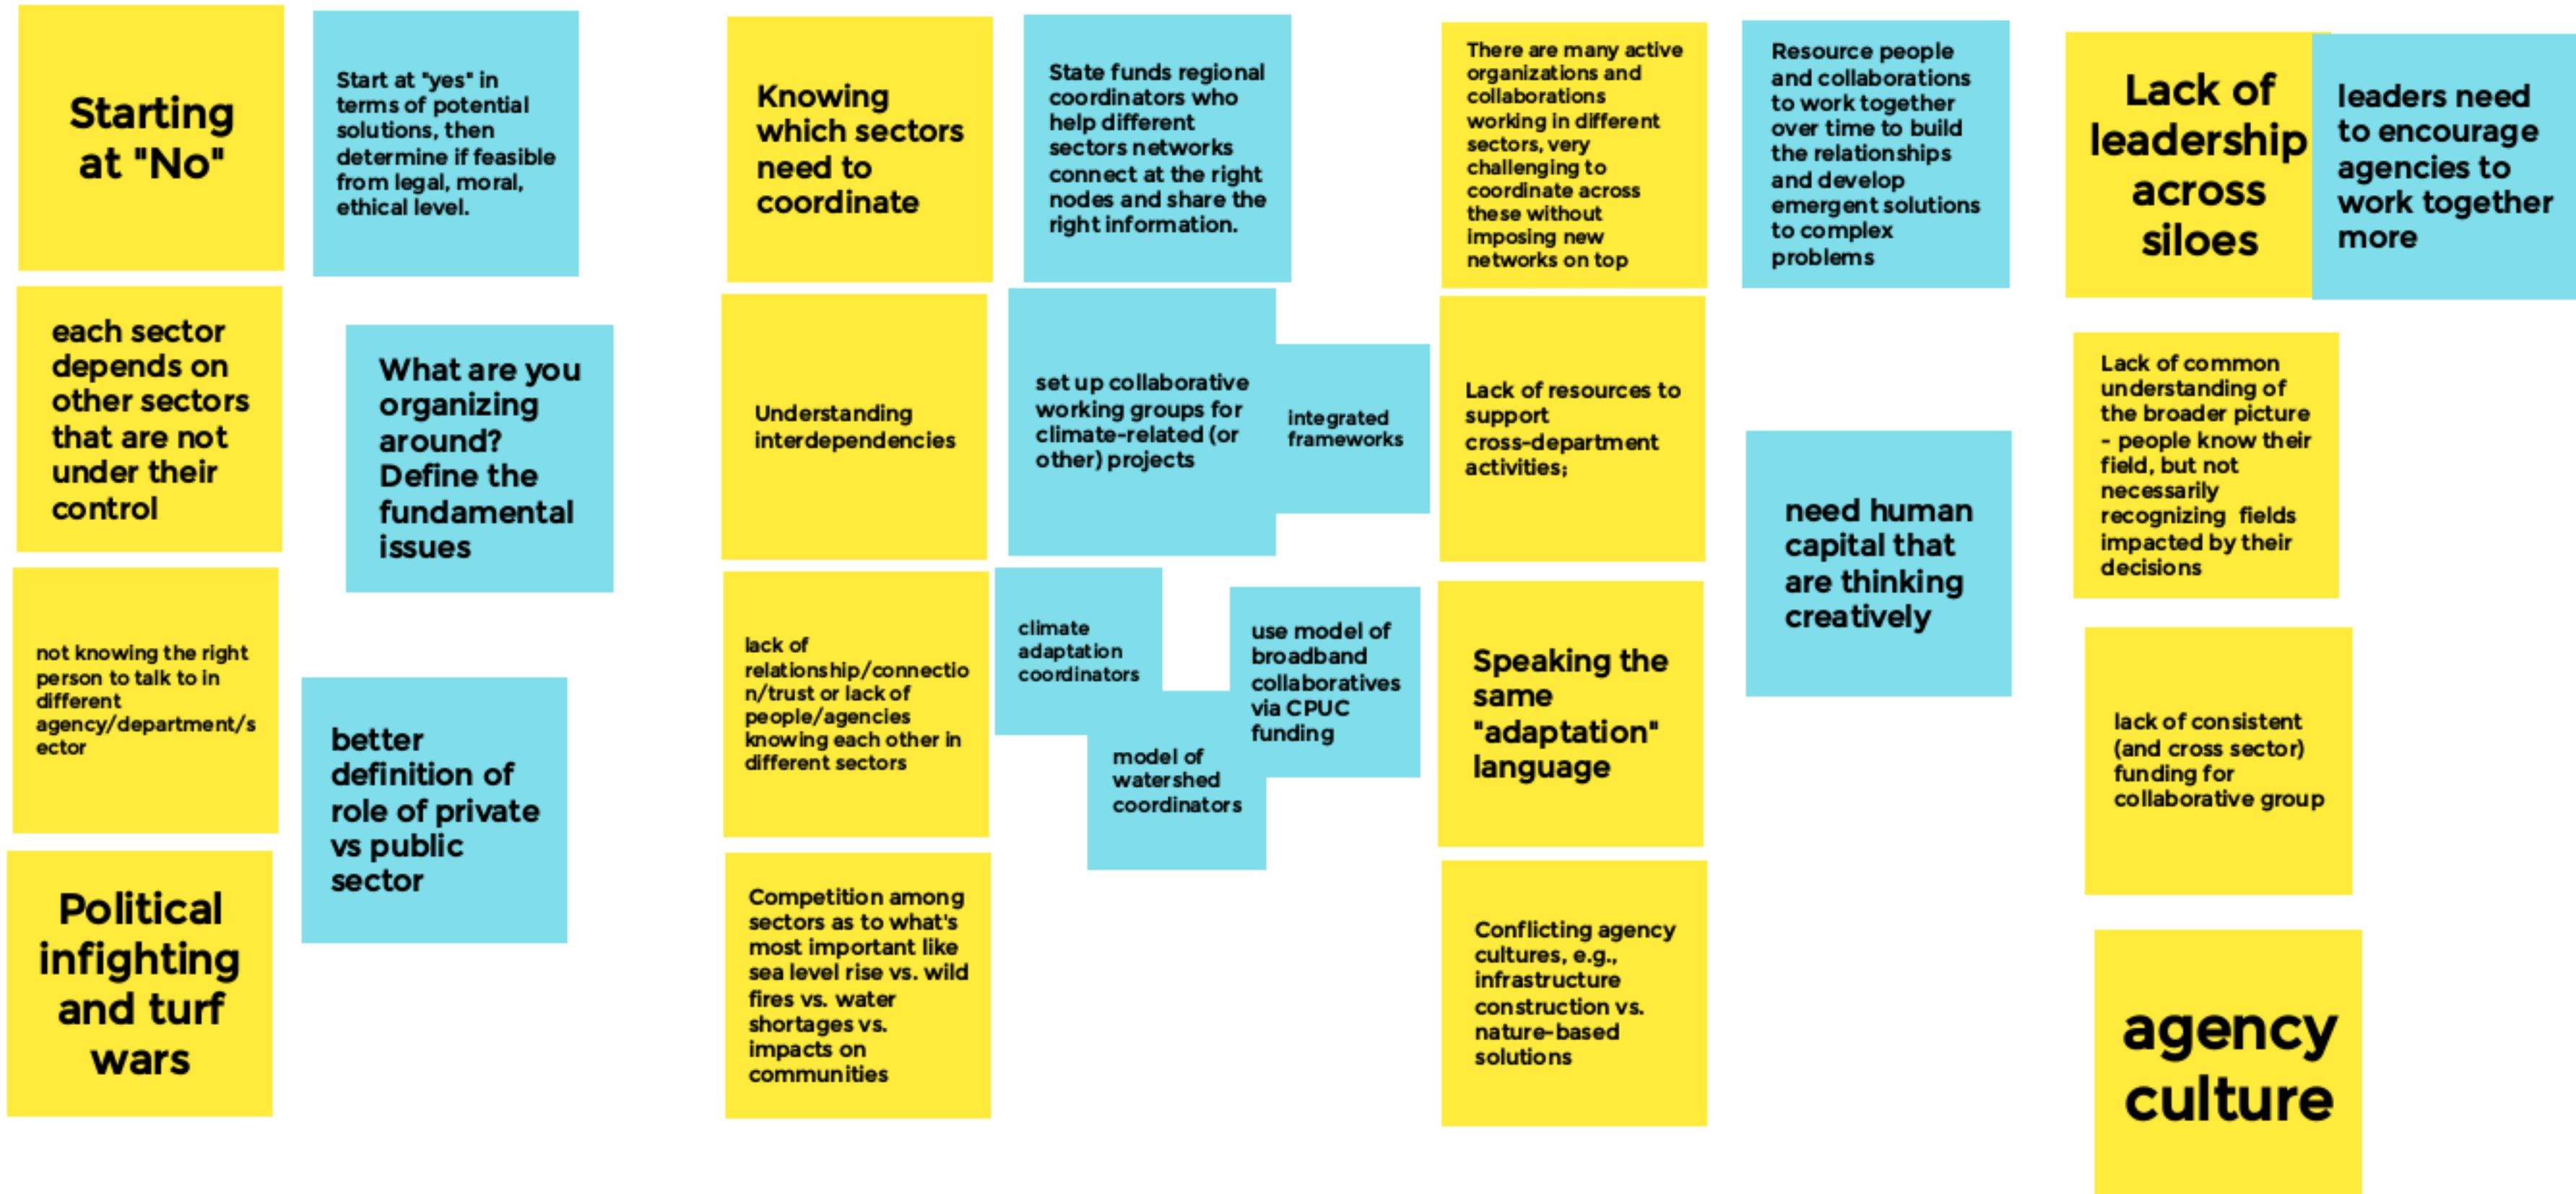 Starting
at "No"
Start at "yes" in
terms of potential
solutions, then
determine if feasible
from legal, moral,
ethical level.
each sector
depends on
other sectors
that are not
under their
control
What are you
organizing
around?
Define the
fundamental
issues
not knowing the right
person to talk to in
different
agency/department/s
ector
better
definition of
role of private
vs public
sector
Political
infighting
and turf
wars
Knowing
which sectors
need to
coordinate
State funds regional
coordinators who
help different
sectors networks
connect at the right
nodes and share the
right information.
Understanding
interdependencies
set up collaborative
working groups for
climate-related (or
other) projects
integrated
frameworks
lack of
relationship/connectio
n/trust or lack of
people/agencies
knowing each other in
different sectors
climate
adaptation
coordinators
model of
watershed
coordinators
use model of
broadband
collaboratives
via CPUC
funding
Competition among
sectors as to what's
most important like
sea level rise vs. wild
fires vs. water
shortages vs.
impacts on
communities
There are many active
organizations and
collaborations
working in different
sectors, very
challenging to
coordinate across
these without
imposing new
networks on top
Resource people
and collaborations
to work together
over time to build
the relationships
and develop
emergent solutions
to complex
problems
Lack of resources to
support
cross-department
activities;
need human
capital that
are thinking
creatively
Speaking the
same
"adaptation"
language
Conflicting agency
cultures, e.g.,
infrastructure
construction vs.
nature-based
solutions
Lack of
leadership
across
siloes
leaders need
to encourage
agencies to
work together
more
Lack of common
understanding of
the broader picture
- people know their
field, but not
necessarily
recognizing fields
impacted by their
decisions
lack of consistent
(and cross sector)
funding for
collaborative group
agency
culture